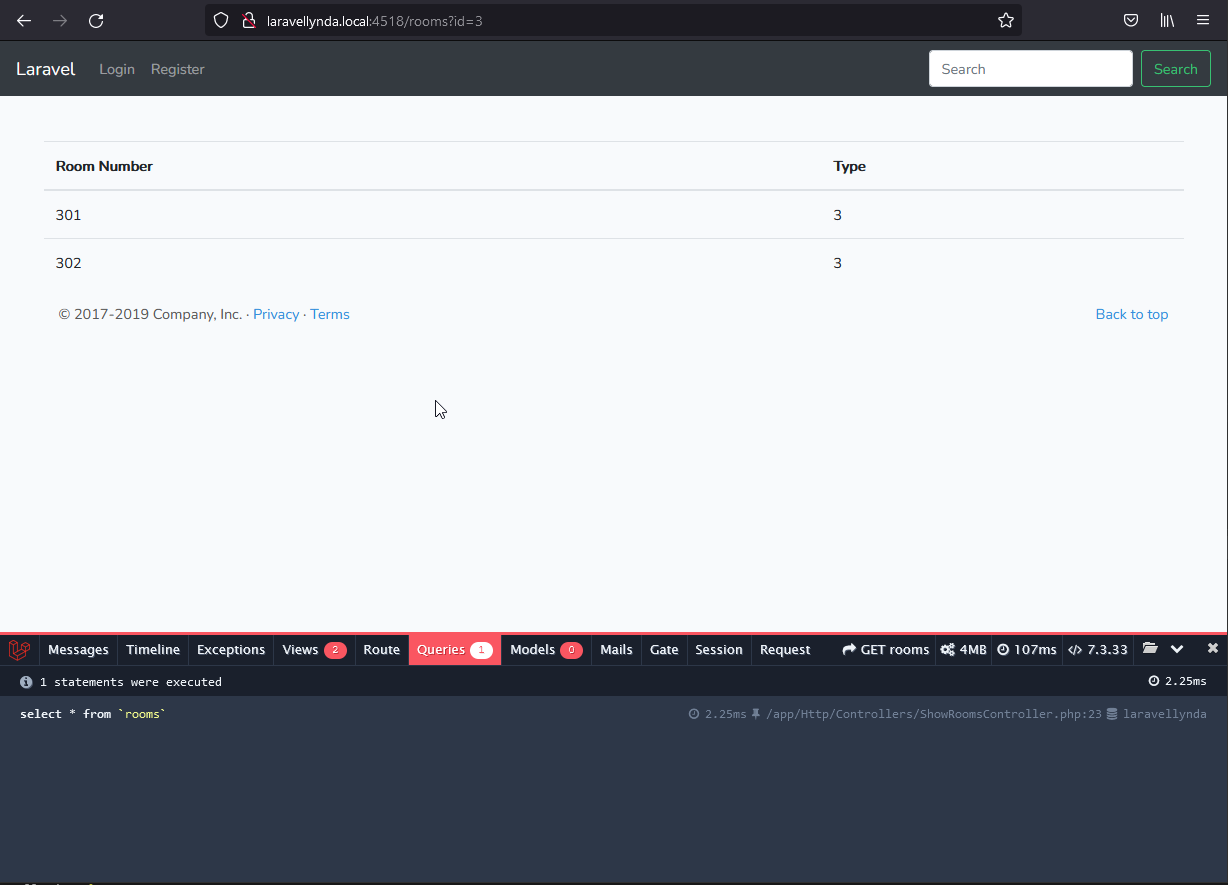 laravellynda.local:4518/rooms?id=3
Laravel Login Register Search Search
Room Number Type
301 3
302 3
© 2017-2019 Company, Inc. · Privacy · Terms Back to top
Messages Timeline Exceptions Views 2 Route Queries 1 Models 0 Mails Gate Session Request GET rooms 4MB 107ms 7.3.33
1 statements were executed 2.25ms
select * from `rooms` 2.25ms /app/Http/Controllers/ShowRoomsController.php:23 laravellynda